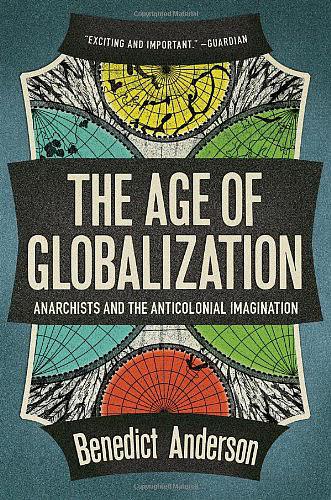 "EXCITING AND IMPORTANT." —GUARDIAN
THE AGE OF
GLOBALIZATION
ANARCHISTS AND THE ANTICOLONIAL IMAGINATION
Benedict Anderson